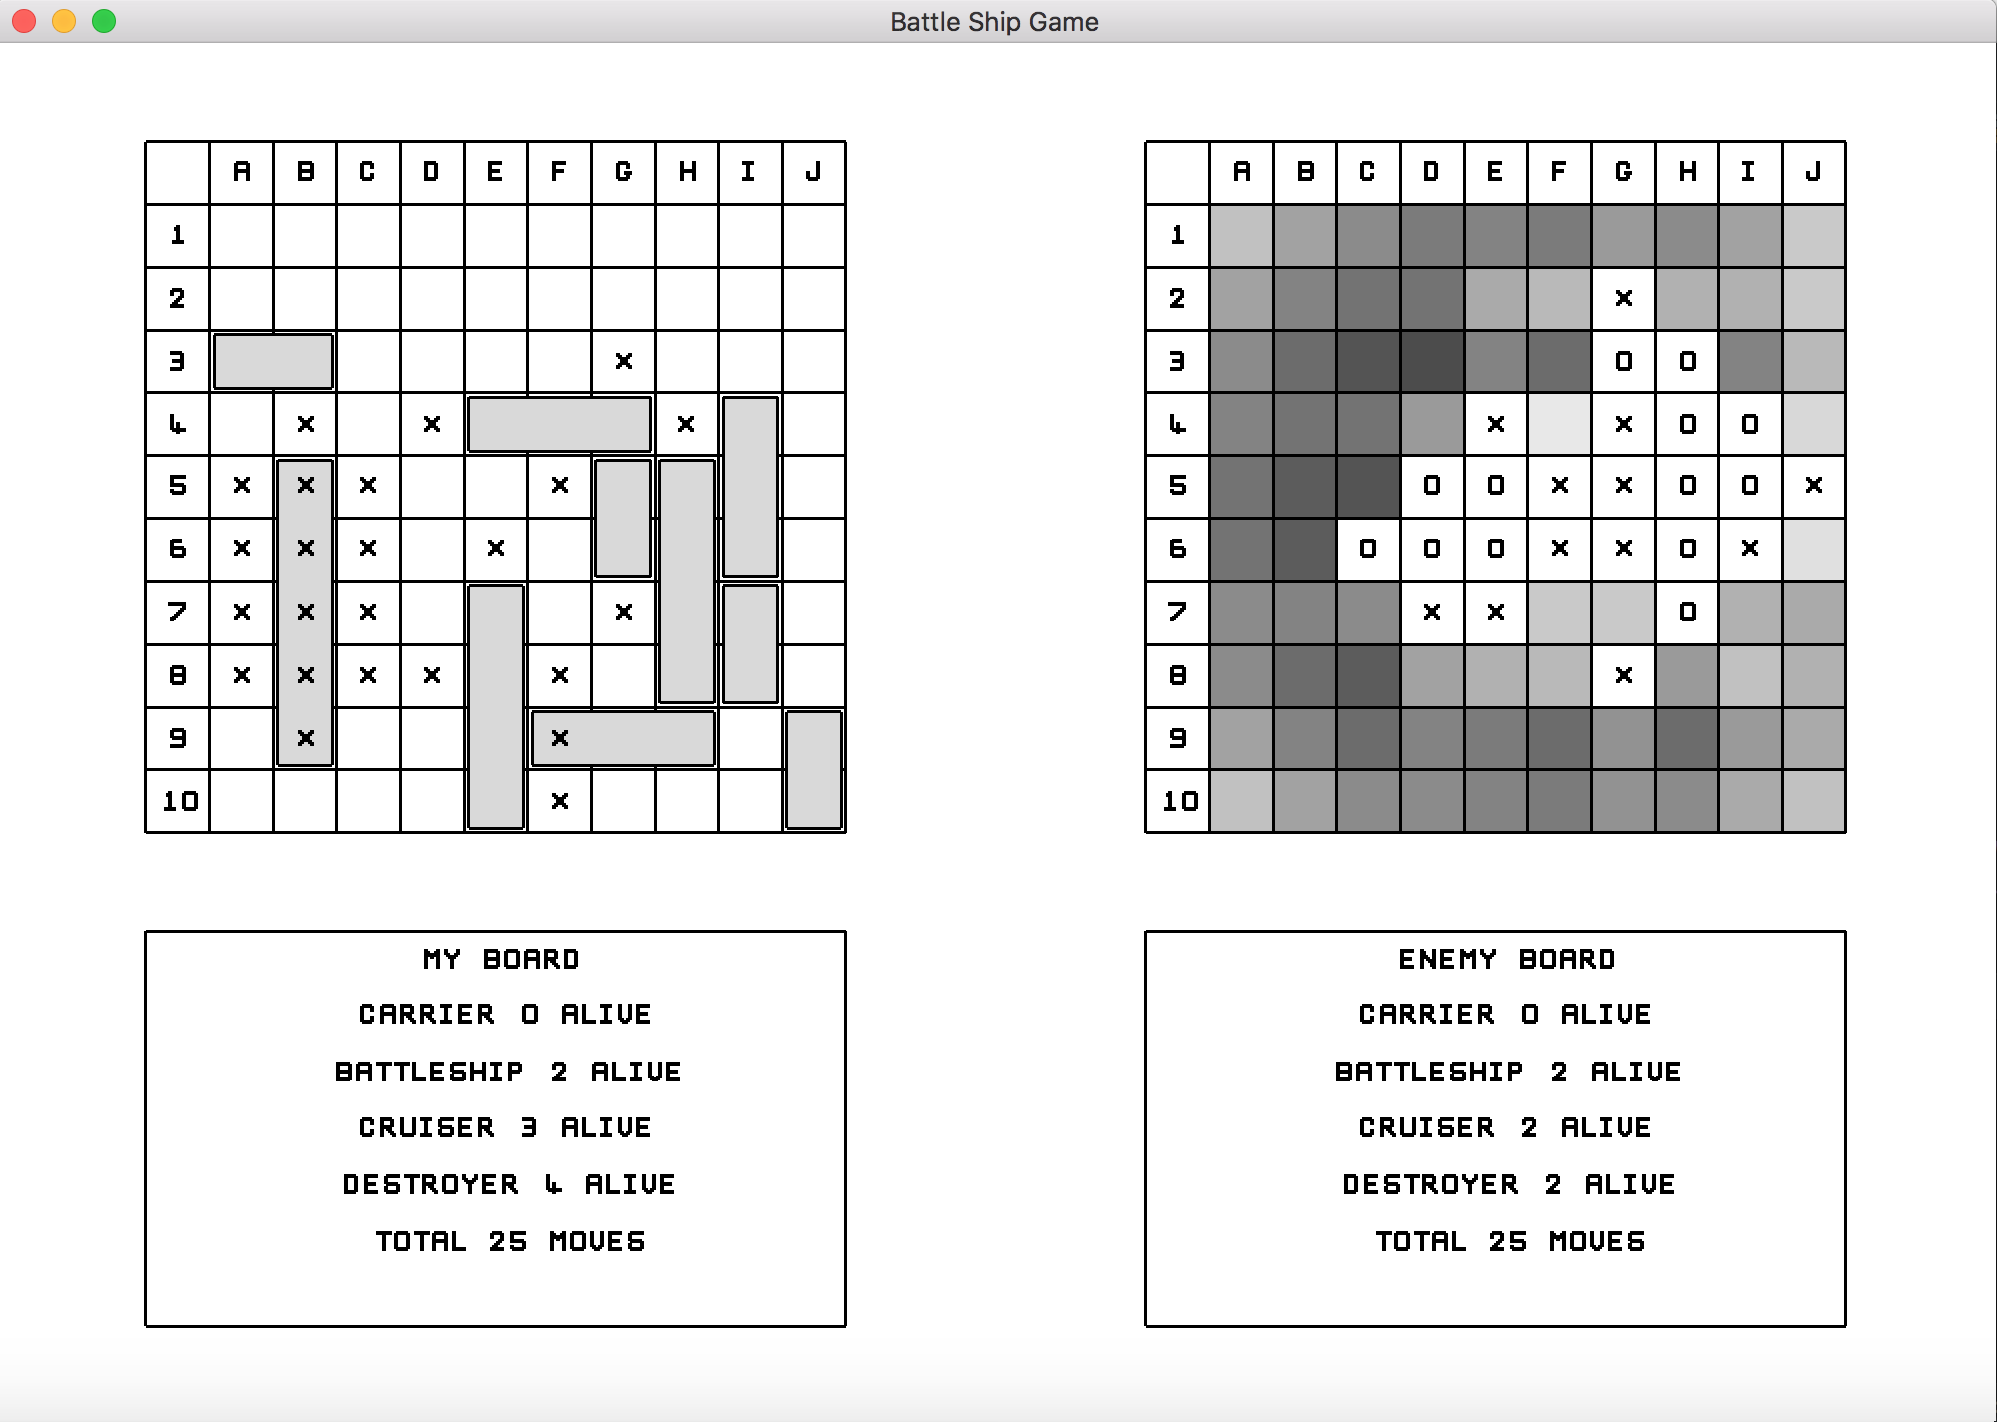 Battle Ship Game
A B C D E F G H I J
1
2
3 X
4 X X X
5 X X X X
6 X X X X
7 X X X X
8 X X X X X
9 X X
10 X
A B C D E F G H I J
1
2 X
3 O O
4 X X O O
5 O O X X O O X
6 O O O X X O X
7 X X O
8 X
9
10
MY BOARD
CARRIER 0 ALIVE
BATTLESHIP 2 ALIVE
CRUISER 3 ALIVE
DESTROYER 4 ALIVE
TOTAL 25 MOVES
ENEMY BOARD
CARRIER 0 ALIVE
BATTLESHIP 2 ALIVE
CRUISER 2 ALIVE
DESTROYER 2 ALIVE
TOTAL 25 MOVES